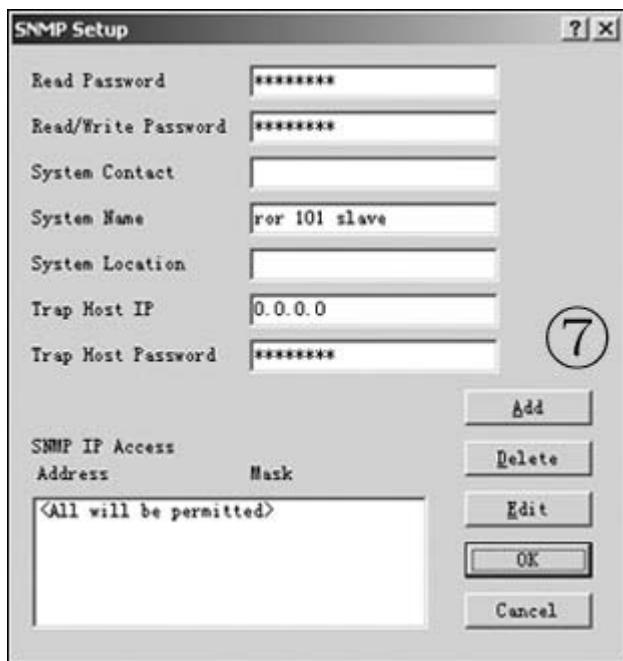 SNMP Setup ? ×
Read Password ********
Read/Write Password ********
System Contact
System Name ror 101 slave
System Location
Trap Host IP 0.0.0.0
Trap Host Password ********
⑦
Add
SNMP IP Access
Address Mask
Delete
<All will be permitted>
Edit
OK
Cancel